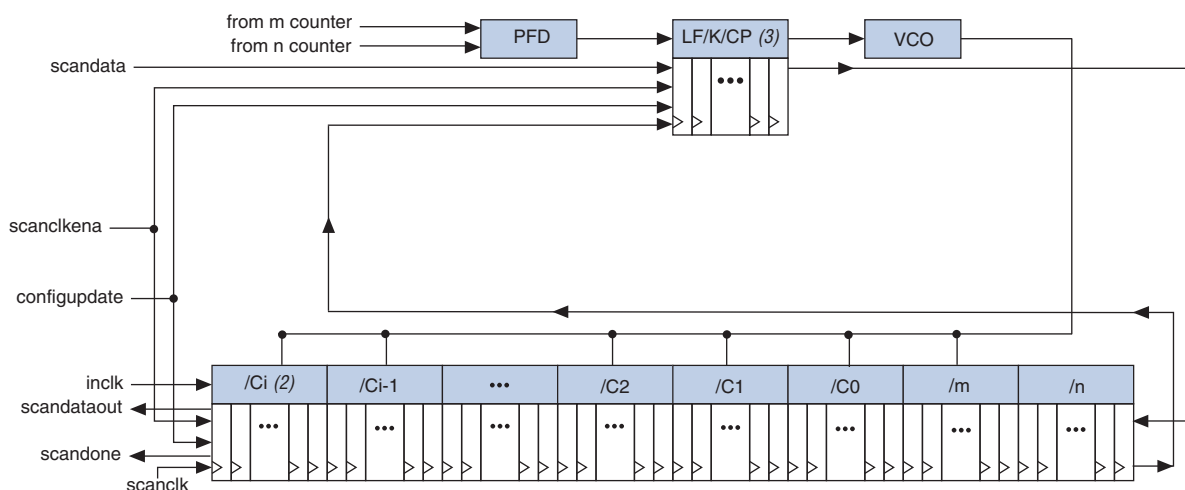 from m counter
from n counter
PFD
LF/K/CP (3)
VCO
scandata
•••
scanclkena
configupdate
inclk
/Ci (2)
/Ci-1
•••
/C2
/C1
/C0
/m
/n
scandataout
•••
•••
•••
•••
•••
•••
•••
•••
scandone
scanclk